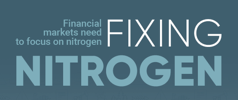 Financial
markets need
to focus on nitrogen
FIXING
NITROGEN